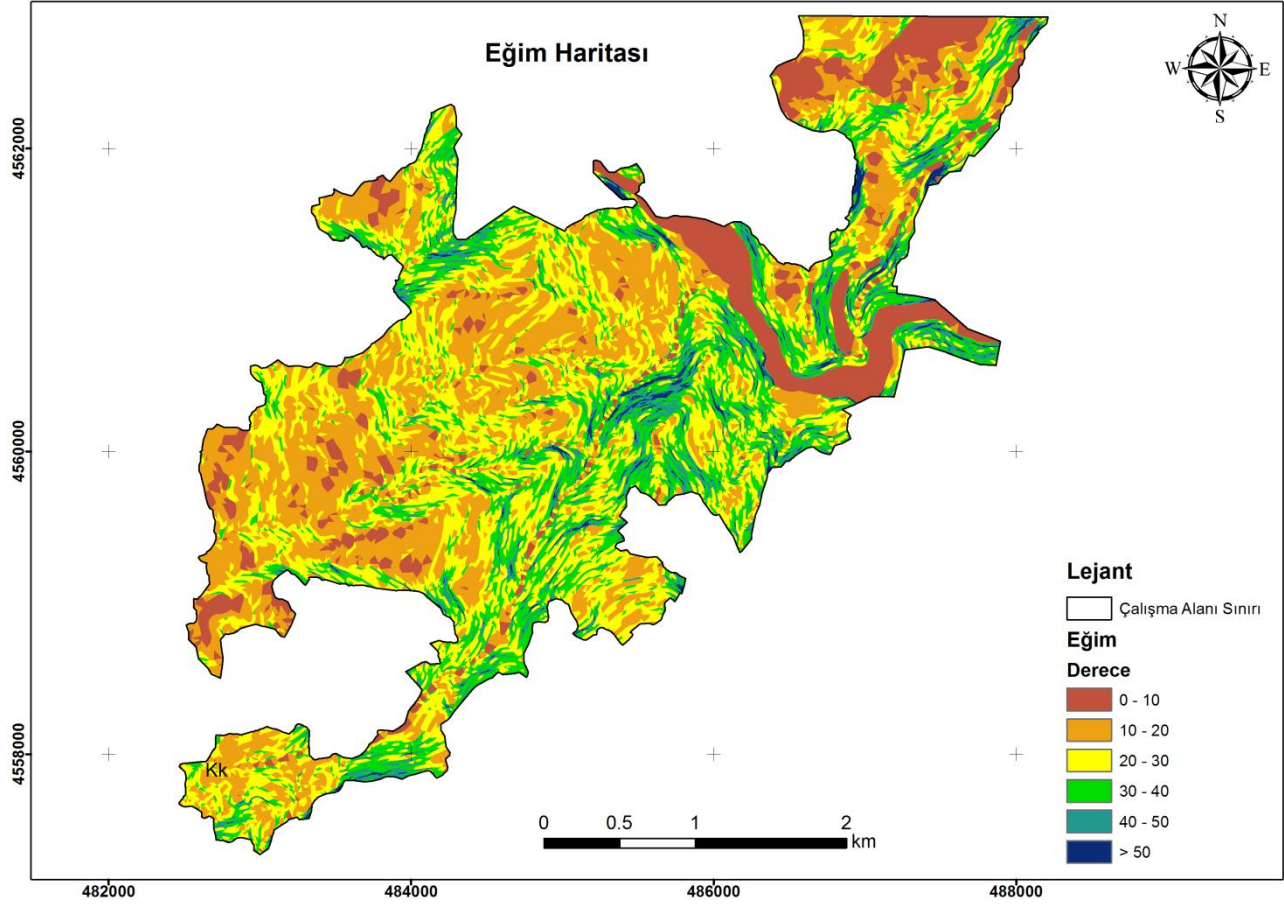 Eğim Haritası
N
W E
S
4562000
4560000
4558000
Kk
Lejant
Çalışma Alanı Sınırı
Eğim
Derece
0 - 10
10 - 20
20 - 30
30 - 40
40 - 50
> 50
0 0.5 1 2
km
482000 484000 486000 488000